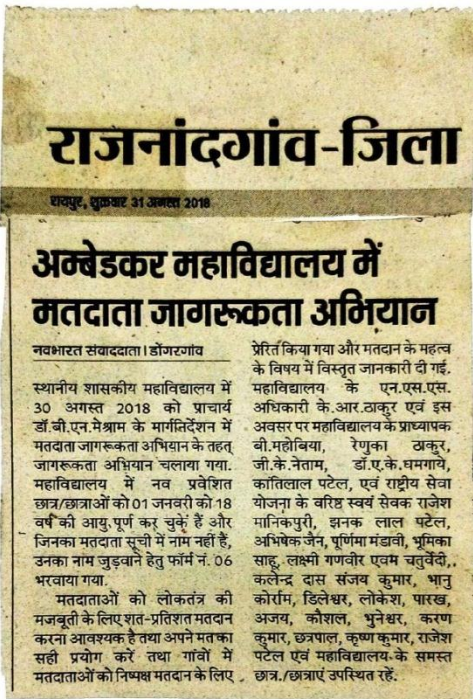 राजनांदगांव-जिला
रायपुर, शुक्रवार 31 अगस्त 2018
अम्बेडकर महाविद्यालय में
मतदाता जागरूकता अभियान
नवभारत संवाददाता। डोंगरगांव
स्थानीय शासकीय महाविद्यालय में
30 अगस्त 2018 को प्राचार्य
डॉ.बी.एन.मेश्राम के मार्गनिर्देशन में
मतदाता जागरूकता अभियान के तहत्
जागरूकता अभियान चलाया गया.
महाविद्यालय में नव प्रवेशित
छात्र/छात्राओं को 01 जनवरी को 18
वर्ष की आयु पूर्ण कर चुकें हैं और
जिनका मतदाता सूची में नाम नहीं हैं,
उनका नाम जुड़वाने हेतु फॉर्म नं. 06
भरवाया गया.
मतदाताओं को लोकतंत्र की
मजबूती के लिए शत-प्रतिशत मतदान
करना आवश्यक है तथा अपने मत का
सही प्रयोग करें तथा गांवों में
मतदाताओं को निष्पक्ष मतदान के लिए
प्रेरित किया गया और मतदान के महत्व
के विषय में विस्तृत जानकारी दी गई.
महाविद्यालय के एन.एस.एस.
अधिकारी के.आर.ठाकुर एवं इस
अवसर पर महाविद्यालय के प्राध्यापक
बी.महोबिया, रेणुका ठाकुर,
जी.के.नेताम, डॉ.ए.के.धमगाये,
कांतिलाल पटेल, एवं राष्ट्रीय सेवा
योजना के वरिष्ठ स्वयं सेवक राजेश
मानिकपुरी, झनक लाल पटेल,
अभिषेक जैन, पूर्णिमा मंडावी, भूमिका
साहू, लक्ष्मी गणवीर एवम चतुर्वेदी,
कलेन्द्र दास संजय कुमार, भानु
कोर्राम, डिलेश्वर, लोकेश, पारख,
अजय, कौशल, भुनेश्वर, करण
कुमार, छत्रपाल, कृष्ण कुमार, राजेश
पटेल एवं महाविद्यालय-के समस्त
छात्र./छात्राएं उपस्थित रहें.